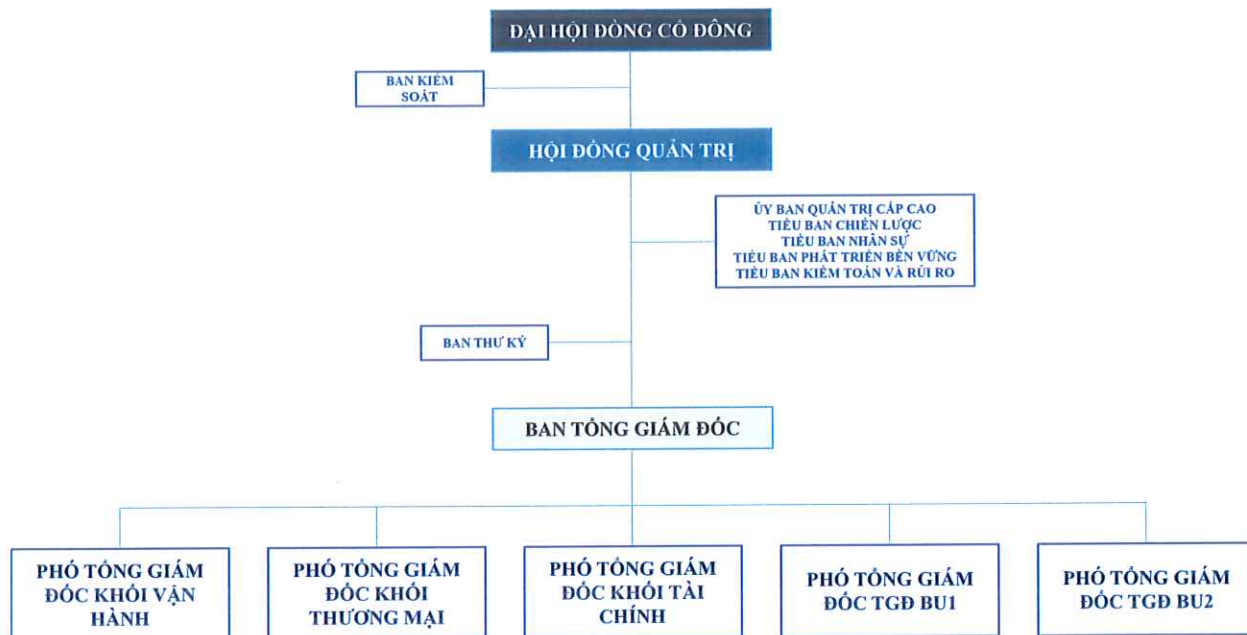 ĐẠI HỘI ĐỒNG CỔ ĐÔNG
BAN KIỂM
SOÁT
HỘI ĐỒNG QUẢN TRỊ
ỦY BAN QUẢN TRỊ CẤP CAO
TIỂU BAN CHIẾN LƯỢC
TIỂU BAN NHÂN SỰ
TIỂU BAN PHÁT TRIỂN BỀN VỮNG
TIỂU BAN KIỂM TOÁN VÀ RỦI RO
BAN THƯ KÝ
BAN TỔNG GIÁM ĐỐC
PHÓ TỔNG GIÁM
ĐỐC KHỐI VẬN
HÀNH
PHÓ TỔNG GIÁM
ĐỐC KHỐI
THƯƠNG MẠI
PHÓ TỔNG GIÁM
ĐỐC KHỐI TÀI
CHÍNH
PHÓ TỔNG GIÁM
ĐỐC TGĐ BU1
PHÓ TỔNG GIÁM
ĐỐC TGĐ BU2